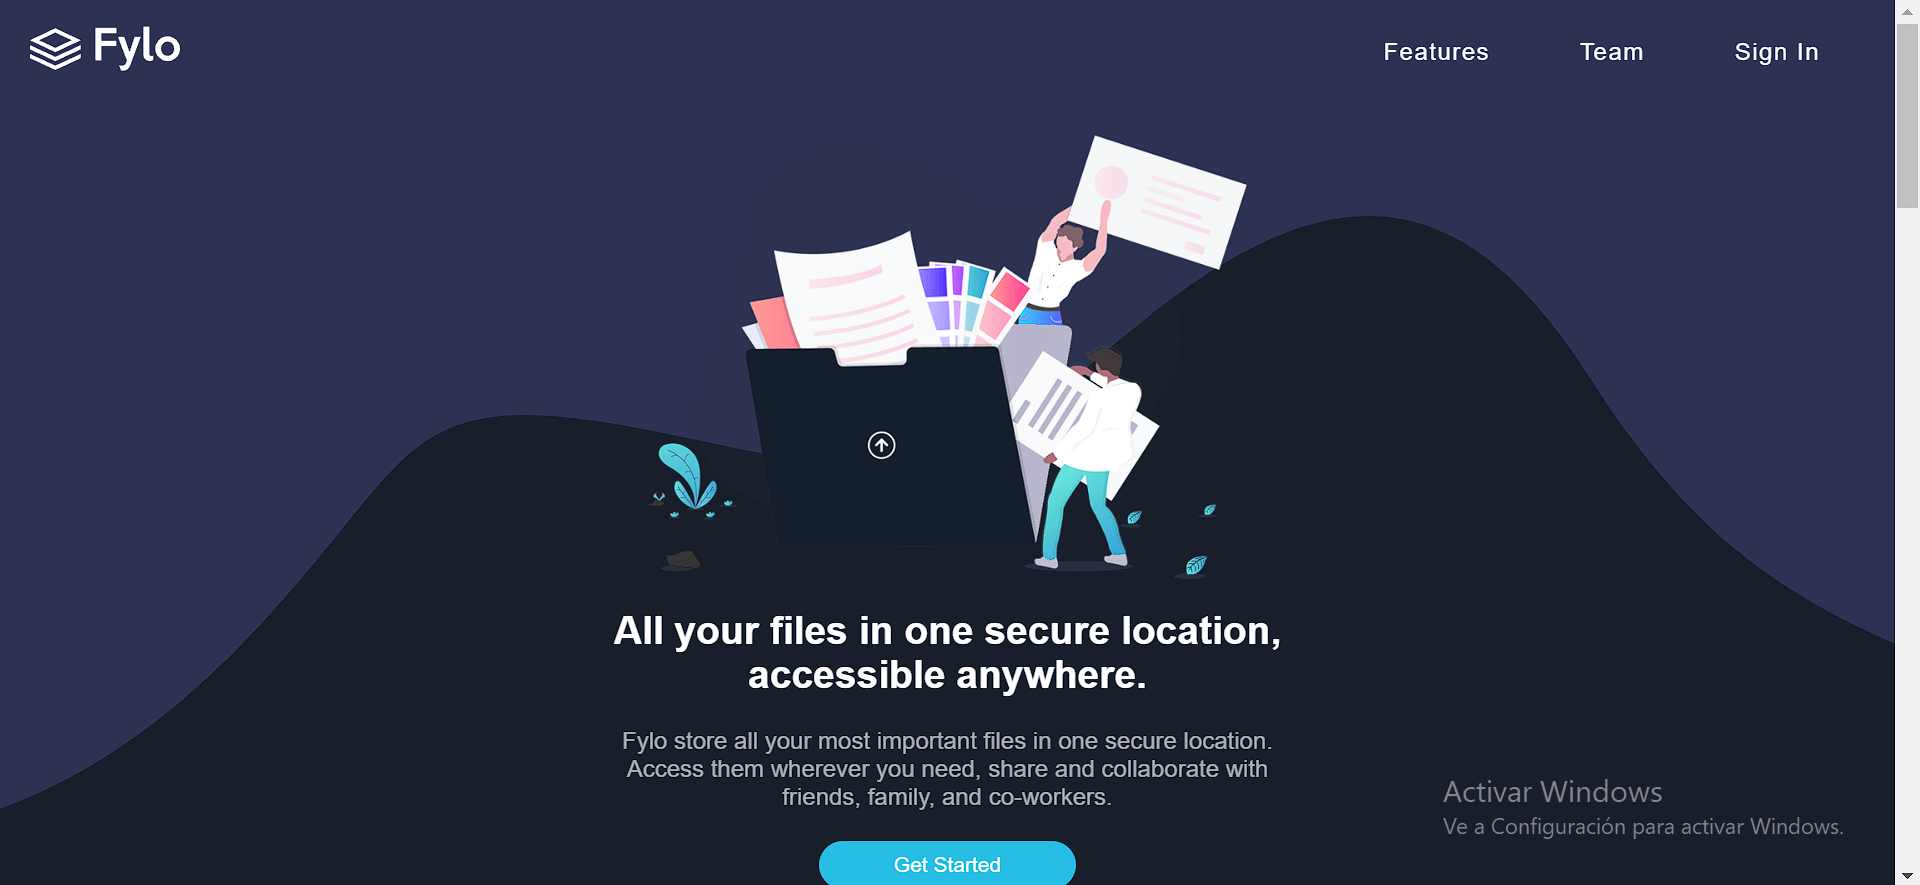 Fylo
Features
Team
Sign In
All your files in one secure location,
accessible anywhere.
Fylo store all your most important files in one secure location.
Access them wherever you need, share and collaborate with
friends, family, and co-workers.
Activar Windows
Ve a Configuración para activar Windows.
Get Started